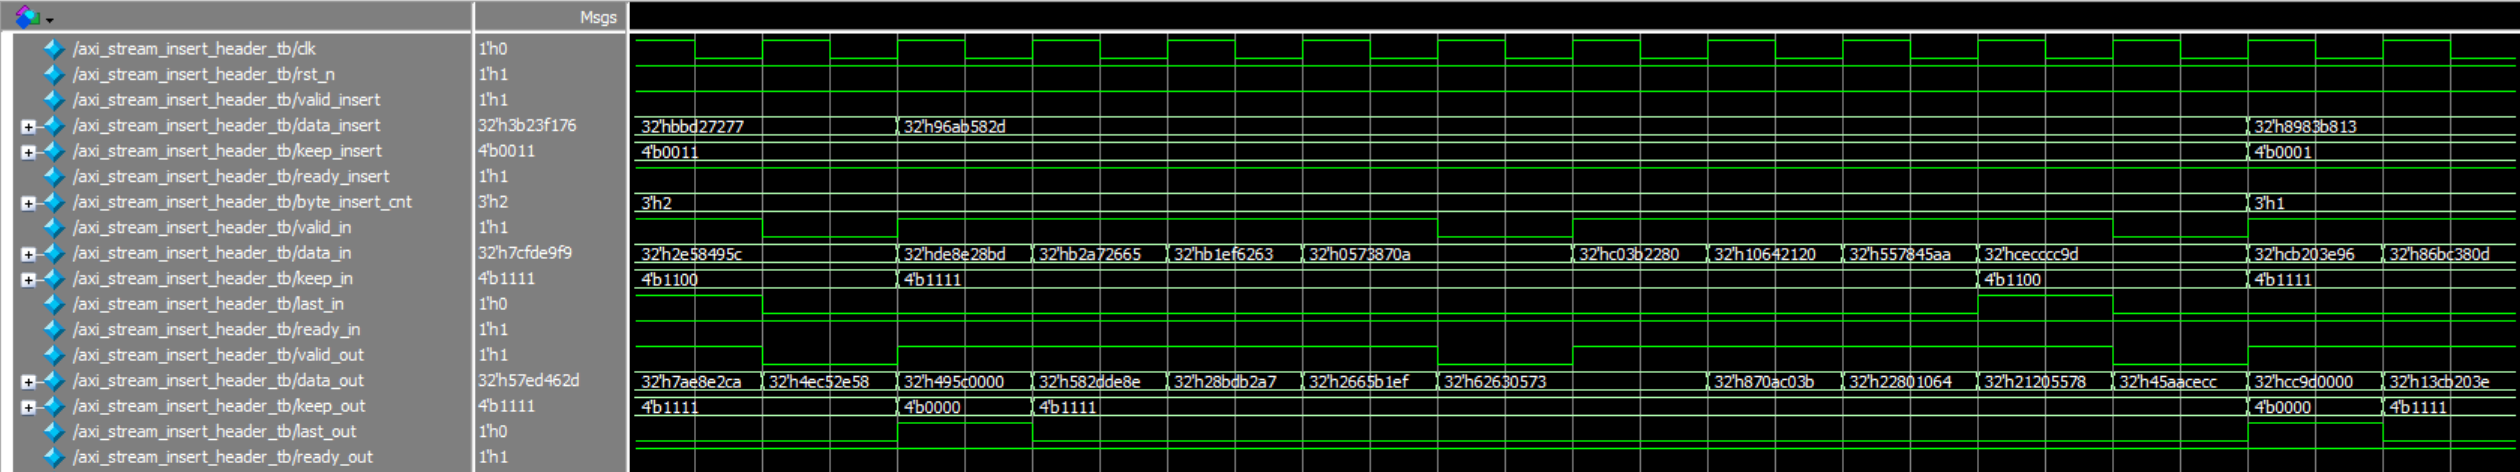 Msgs
/axi_stream_insert_header_tb/clk 1'h0
/axi_stream_insert_header_tb/rst_n 1'h1
/axi_stream_insert_header_tb/valid_insert 1'h1
/axi_stream_insert_header_tb/data_insert 32'h3b23f176 32'hbbd27277 32'h96ab582d 32'h8983b813
/axi_stream_insert_header_tb/keep_insert 4'b0011 4'b0011 4'b0001
/axi_stream_insert_header_tb/ready_insert 1'h1
/axi_stream_insert_header_tb/byte_insert_cnt 3'h2 3'h2 3'h1
/axi_stream_insert_header_tb/valid_in 1'h1
/axi_stream_insert_header_tb/data_in 32'h7cfde9f9 32'h2e58495c 32'hde8e28bd 32'hb2a72665 32'hb1ef6263 32'h0573870a 32'hc03b2280 32'h10642120 32'h557845aa 32'hcecccc9d 32'hcb203e96 32'h86bc380d
/axi_stream_insert_header_tb/keep_in 4'b1111 4'b1100 4'b1111 4'b1100 4'b1111
/axi_stream_insert_header_tb/last_in 1'h0
/axi_stream_insert_header_tb/ready_in 1'h1
/axi_stream_insert_header_tb/valid_out 1'h1
/axi_stream_insert_header_tb/data_out 32'h57ed462d 32'h7ae8e2ca 32'h4ec52e58 32'h495c0000 32'h582dde8e 32'h28bdb2a7 32'h2665b1ef 32'h62630573 32'h870ac03b 32'h22801064 32'h21205578 32'h45aacecc 32'hcc9d0000 32'h13cb203e
/axi_stream_insert_header_tb/keep_out 4'b1111 4'b1111 4'b0000 4'b1111 4'b0000 4'b1111
/axi_stream_insert_header_tb/last_out 1'h0
/axi_stream_insert_header_tb/ready_out 1'h1